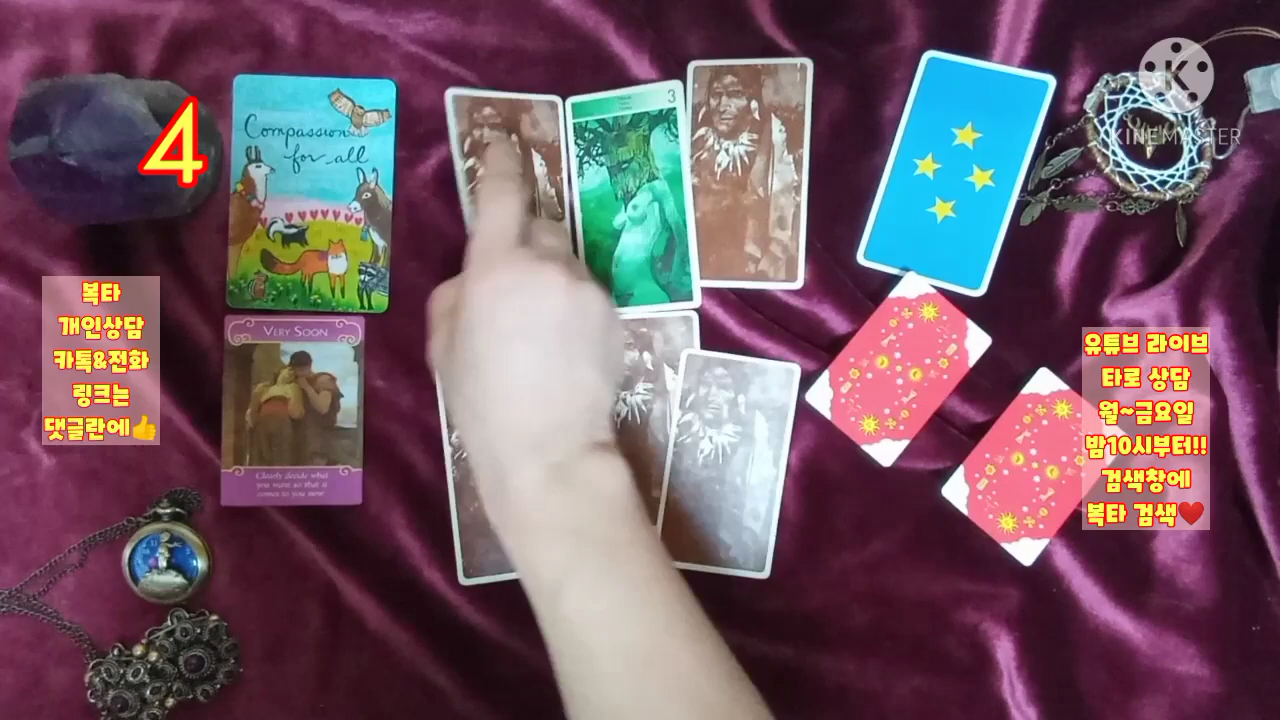 4
Compassion
for all
VERY SOON
Clearly decide what
you want so that it
comes to you now.
3
복타
개인상담
카톡&전화
링크는
댓글란에👍
K
KINEMASTER
유튜브 라이브
타로 상담
월~금요일
밤10시부터!!
검색창에
복타 검색❤️